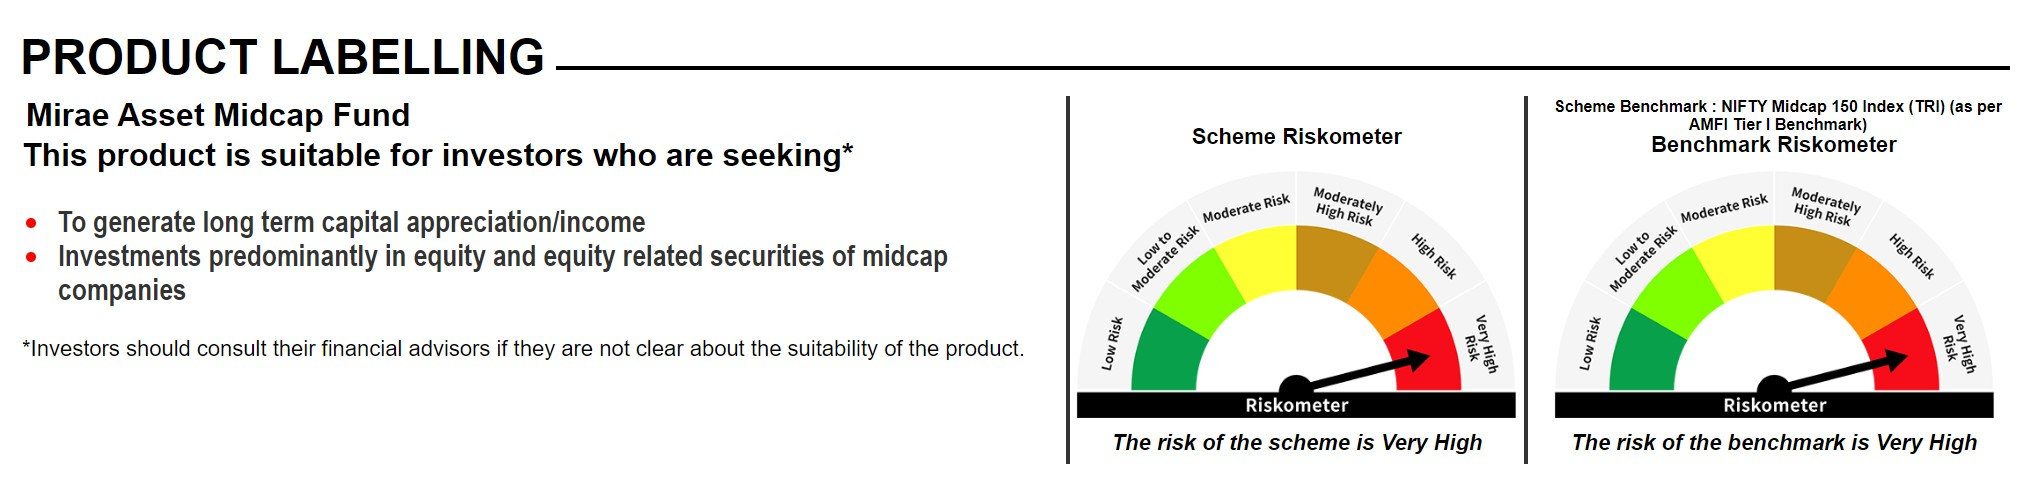 PRODUCT LABELLING
Mirae Asset Midcap Fund
This product is suitable for investors who are seeking*
• To generate long term capital appreciation/income
• Investments predominantly in equity and equity related securities of midcap
companies
*Investors should consult their financial advisors if they are not clear about the suitability of the product.
Scheme Riskometer
Low Risk
Low to
Moderate Risk
Moderate Risk
Moderately
High Risk
High Risk
Very High
Risk
Riskometer
The risk of the scheme is Very High
Scheme Benchmark : NIFTY Midcap 150 Index (TRI) (as per
AMFI Tier I Benchmark)
Benchmark Riskometer
Low Risk
Low to
Moderate Risk
Moderate Risk
Moderately
High Risk
High Risk
Very High
Risk
Riskometer
The risk of the benchmark is Very High